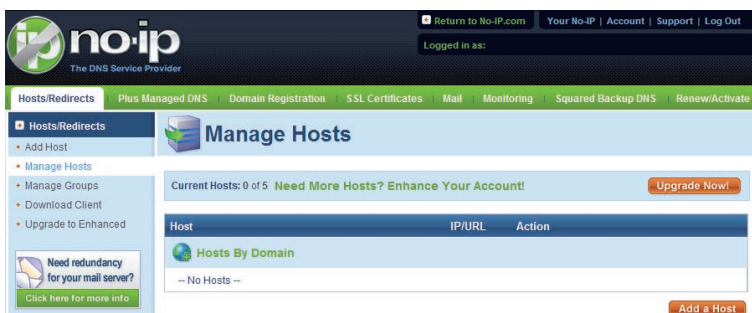 Return to No-IP.com
Your No-IP | Account | Support | Log Out
no-ip
The DNS Service Provider
Logged in as:
Hosts/Redirects | Plus Managed DNS | Domain Registration | SSL Certificates | Mail | Monitoring | Squared Backup DNS | Renew/Activate
Hosts/Redirects
Add Host
Manage Hosts
Manage Groups
Download Client
Upgrade to Enhanced
Need redundancy
for your mail server?
Click here for more info
Manage Hosts
Current Hosts: 0 of 5 Need More Hosts? Enhance Your Account!
Upgrade Now!
Host IP/URL Action
Hosts By Domain
-- No Hosts --
Add a Host